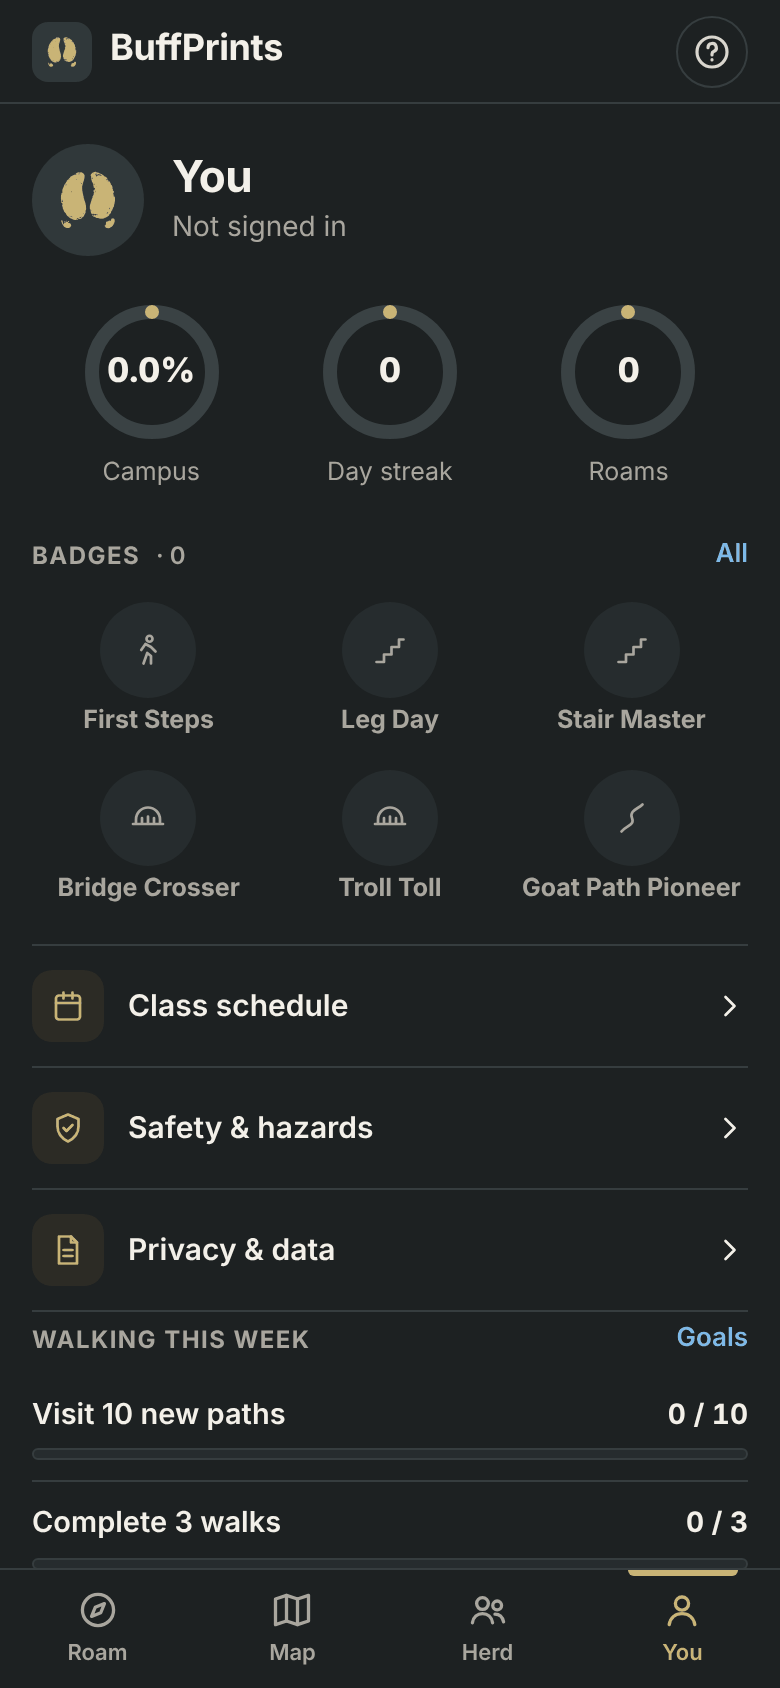 BuffPrints
You
Not signed in
0.0%
0
0
Campus
Day streak
Roams
BADGES · 0
All
First Steps
Leg Day
Stair Master
Bridge Crosser
Troll Toll
Goat Path Pioneer
Class schedule
Safety & hazards
Privacy & data
WALKING THIS WEEK
Goals
Visit 10 new paths
0 / 10
Complete 3 walks
0 / 3
Roam
Map
Herd
You